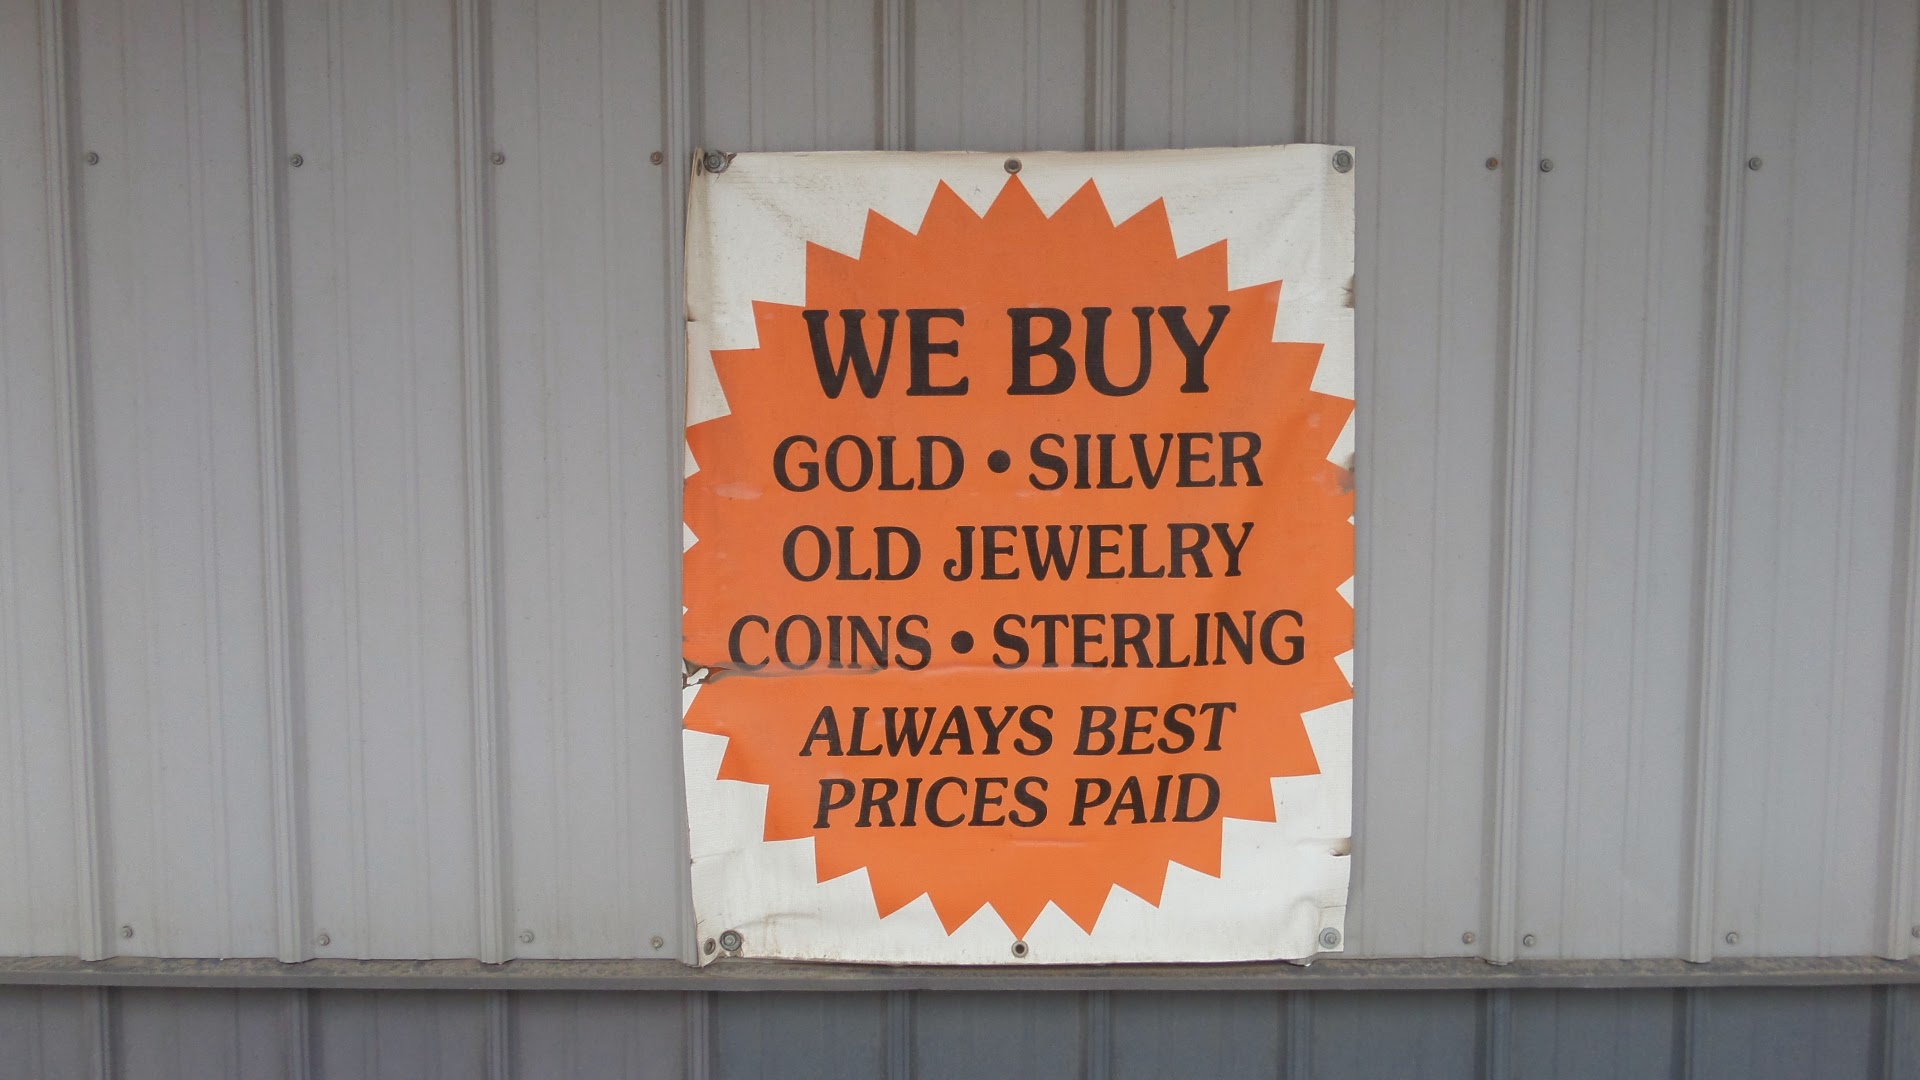 WE BUY
GOLD • SILVER
OLD JEWELRY
COINS • STERLING
ALWAYS BEST
PRICES PAID